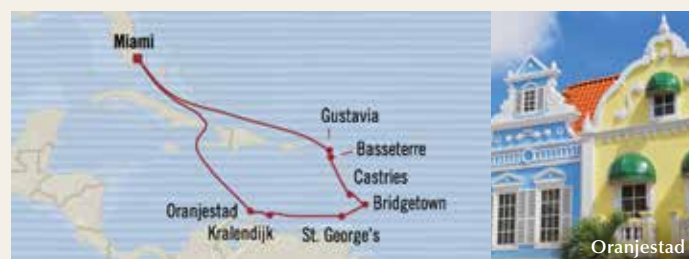 Miami
Gustavia
Basseterre
Castries
Bridgetown
Oranjestad
Kralendijk
St. George's
Oranjestad